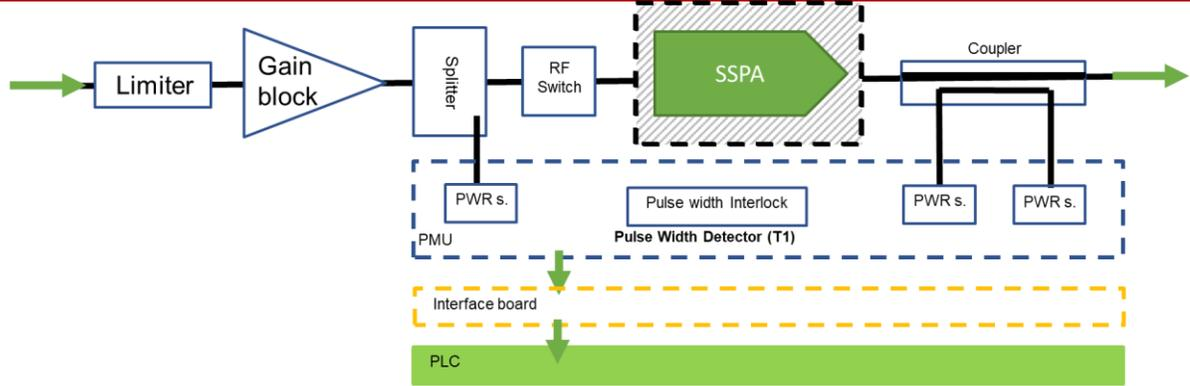 Coupler
Limiter
Gain
block
Splitter
RF
Switch
SSPA
PWR s.
Pulse width Interlock
PWR s.
PWR s.
Pulse Width Detector (T1)
PMU
Interface board
PLC